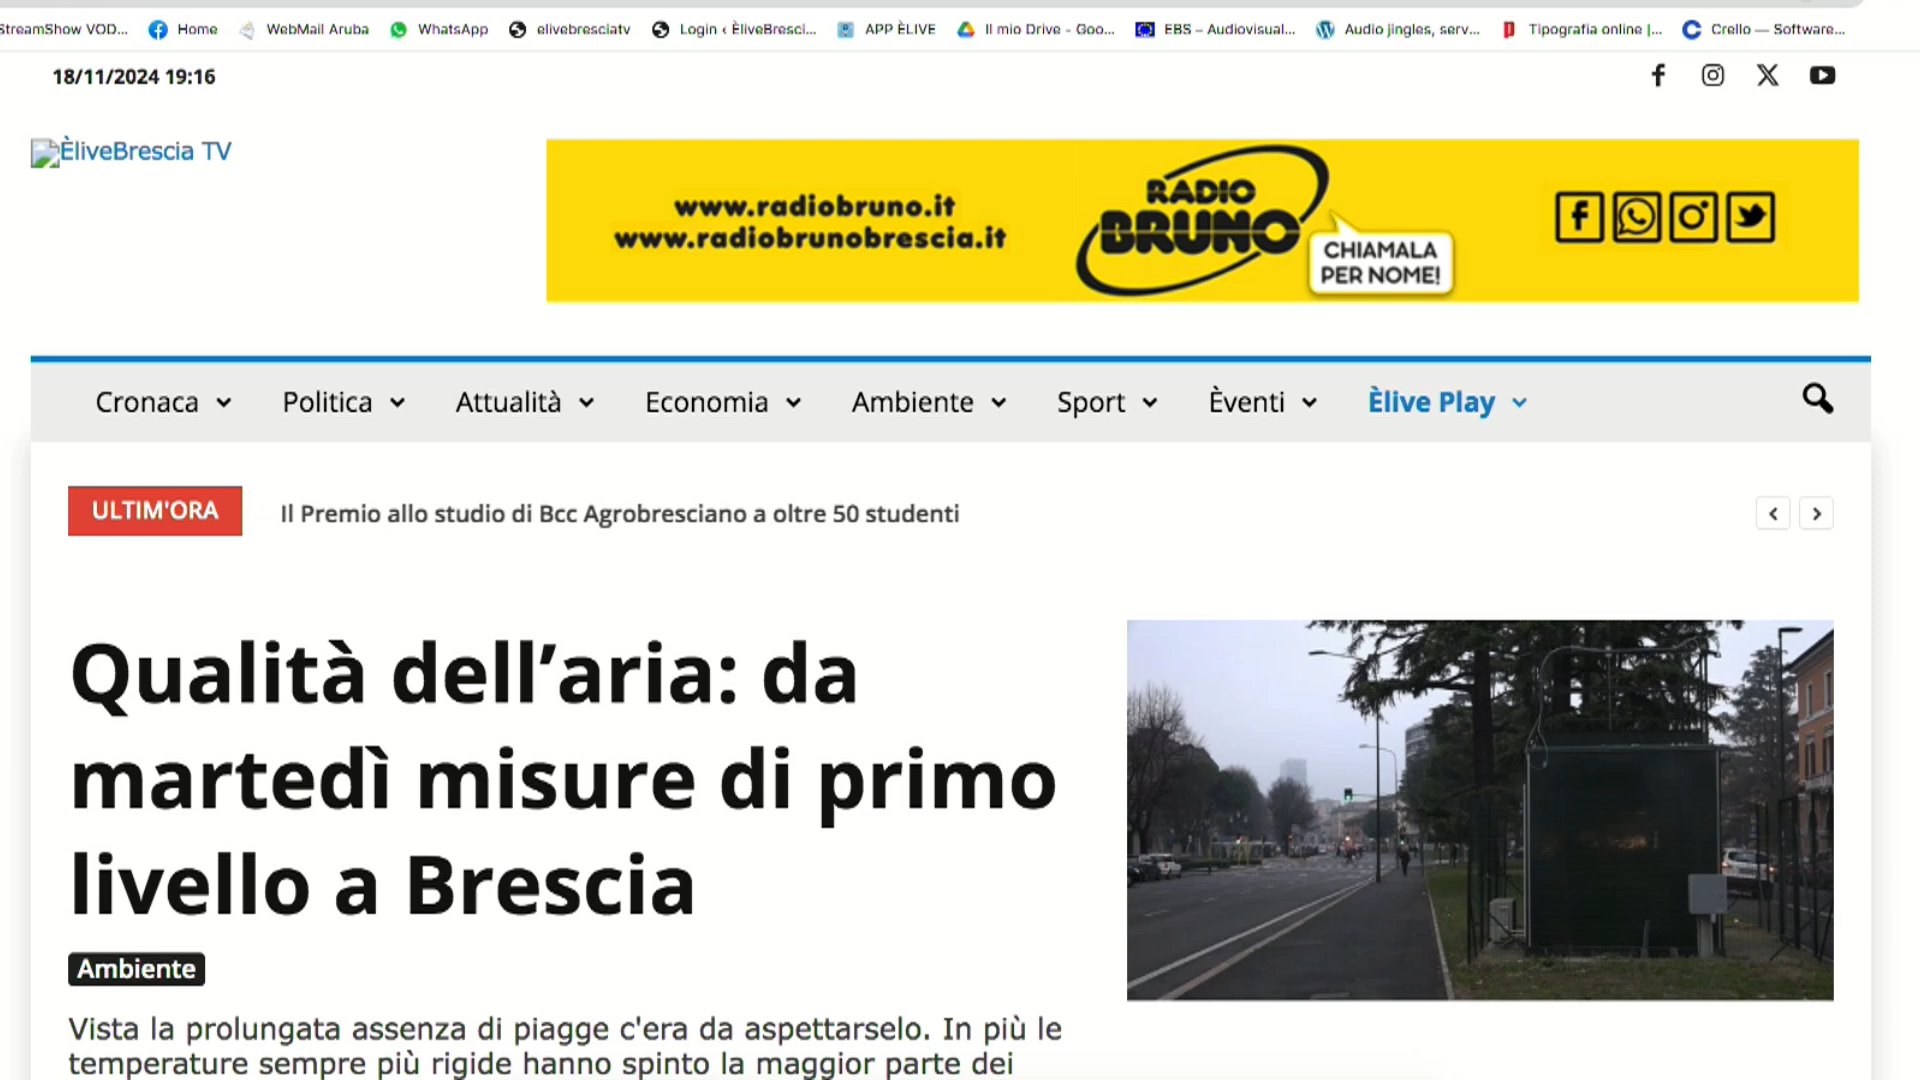 StreamShow VOD... Home WebMail Aruba WhatsApp elivebresciatv Login ‹ ÈliveBresci... APP ÈLIVE Il mio Drive - Goo... EBS – Audiovisual... Audio jingles, serv... Tipografia online |... Crello — Software...
18/11/2024 19:16
ÈliveBrescia TV
www.radiobruno.it
www.radiobrunobrescia.it
RADIO
BRUNO
CHIAMALA
PER NOME!
Cronaca Politica Attualità Economia Ambiente Sport Èventi Èlive Play
ULTIM'ORA Il Premio allo studio di Bcc Agrobresciano a oltre 50 studenti
Qualità dell’aria: da
martedì misure di primo
livello a Brescia
Ambiente
Vista la prolungata assenza di piagge c'era da aspettarselo. In più le
temperature sempre più rigide hanno spinto la maggior parte dei